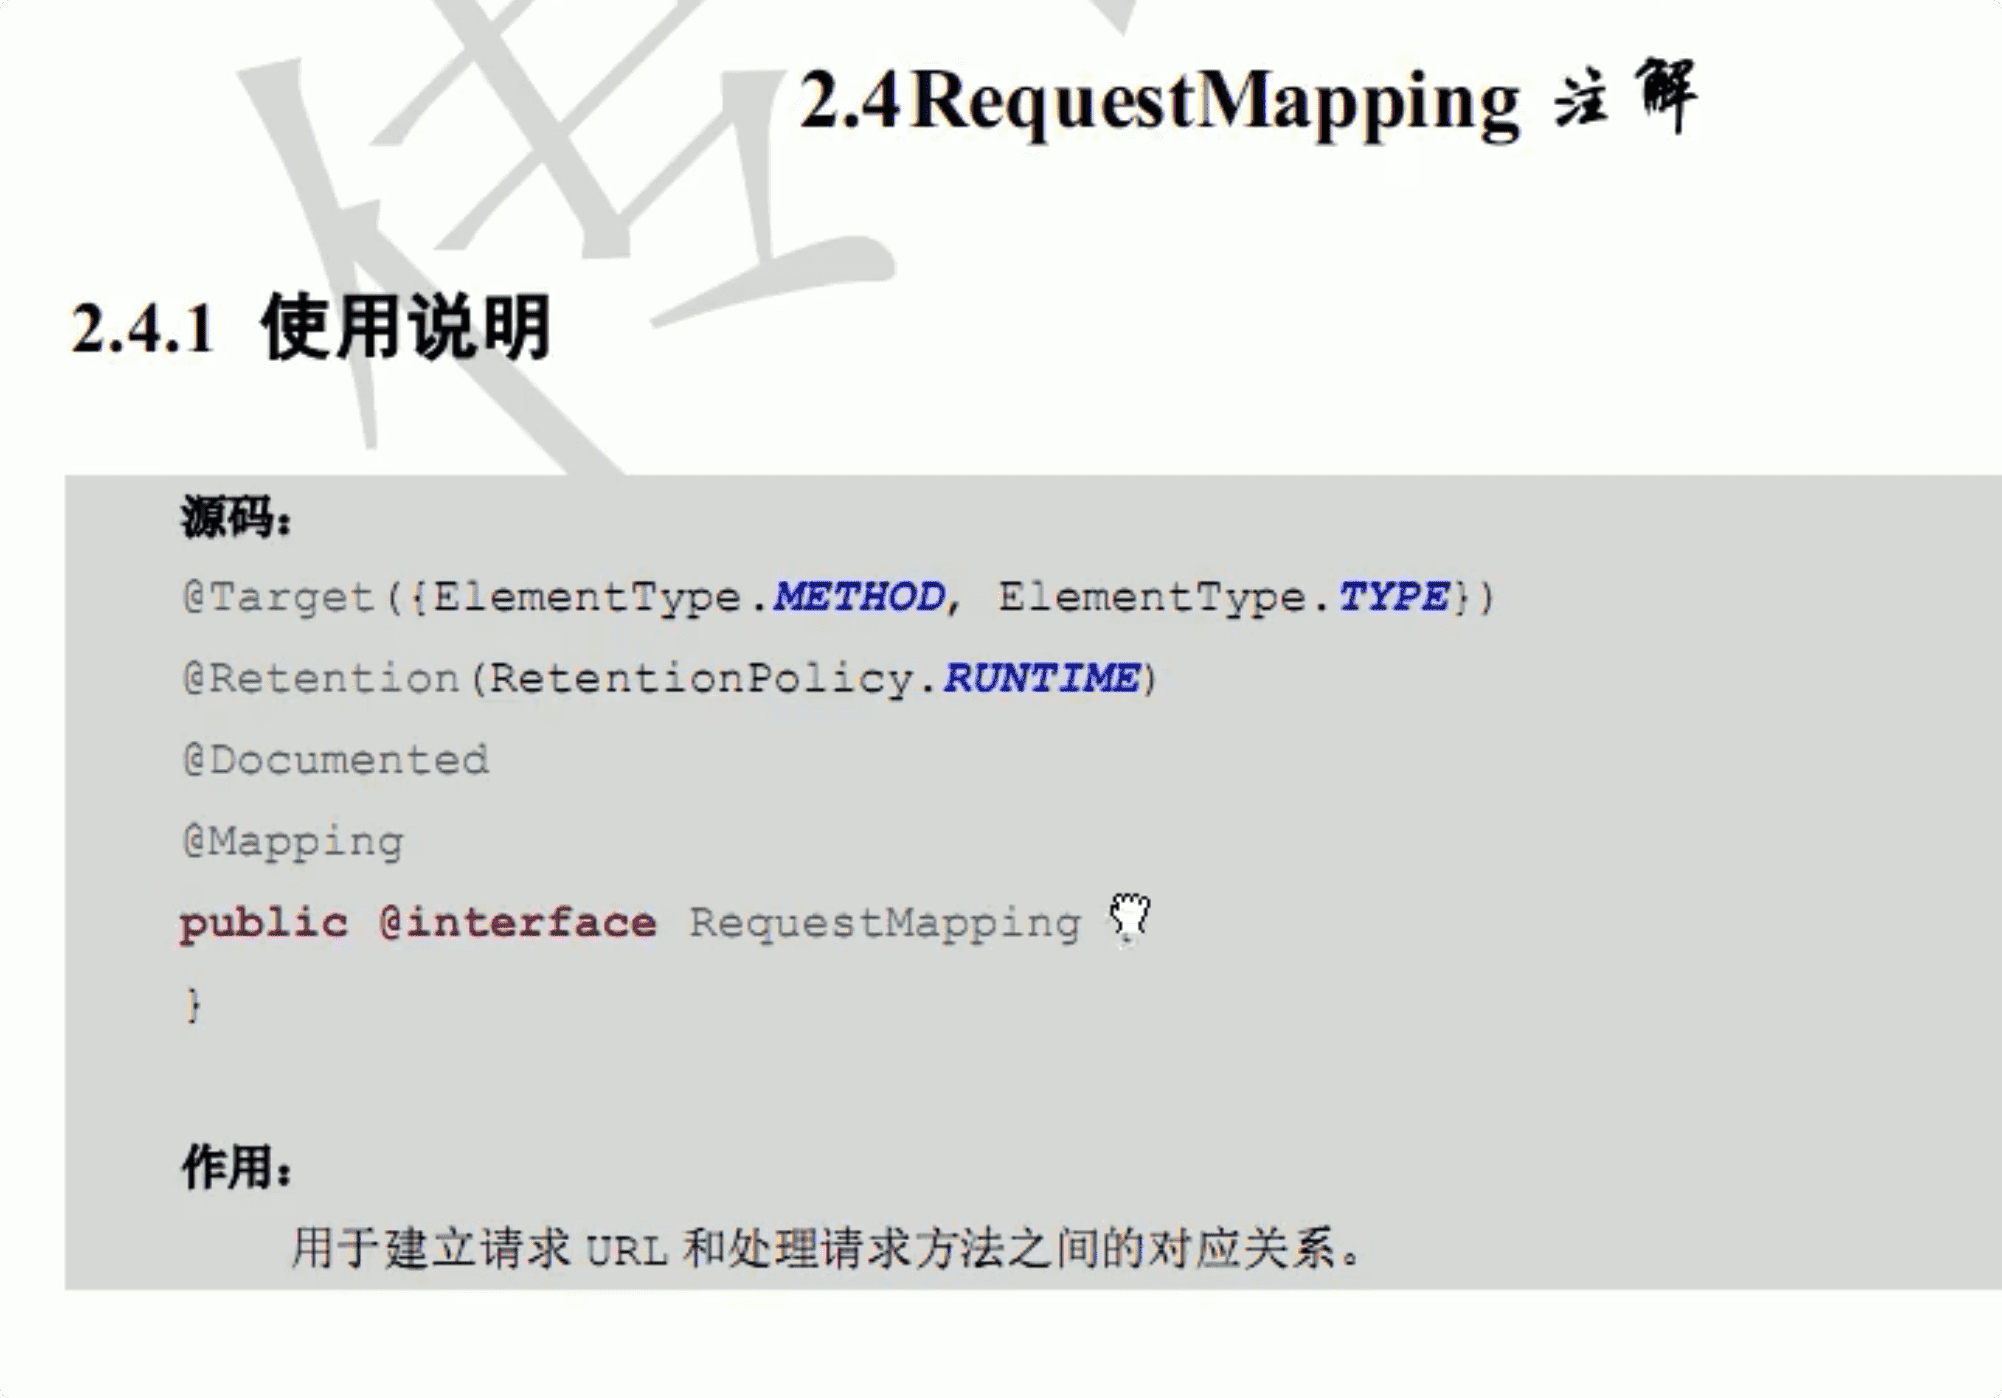 2.4RequestMapping 注解
2.4.1 使用说明
源码：
@Target({ElementType.METHOD, ElementType.TYPE})
@Retention(RetentionPolicy.RUNTIME)
@Documented
@Mapping
public @interface RequestMapping
}
作用：
用于建立请求 URL 和处理请求方法之间的对应关系。